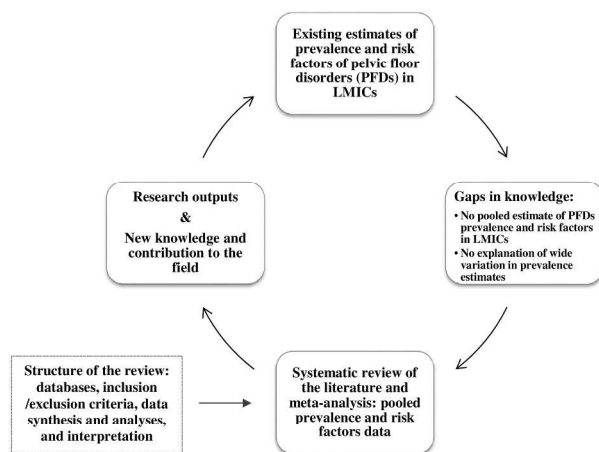 Existing estimates of
prevalence and risk
factors of pelvic floor
disorders (PFDs) in
LMICs
Gaps in knowledge:
• No pooled estimate of PFDs
prevalence and risk factors
in LMICs
• No explanation of wide
variation in prevalence
estimates
Systematic review of
the literature and
meta-analysis: pooled
prevalence and risk
factors data
Structure of the review:
databases, inclusion
/exclusion criteria, data
synthesis and analyses,
and interpretation
Research outputs
&
New knowledge and
contribution to the
field